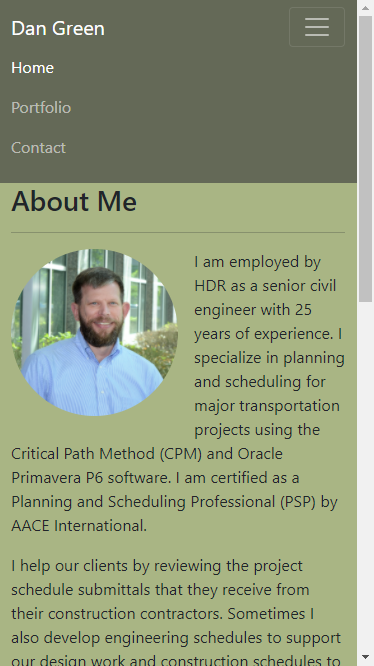 Dan Green
Home
Portfolio
Contact
About Me
I am employed by
HDR as a senior civil
engineer with 25
years of experience. I
specialize in planning
and scheduling for
major transportation
projects using the
Critical Path Method (CPM) and Oracle
Primavera P6 software. I am certified as a
Planning and Scheduling Professional (PSP) by
AACE International.
I help our clients by reviewing the project
schedule submittals that they receive from
their construction contractors. Sometimes I
also develop engineering schedules to support
our design work and construction schedules to